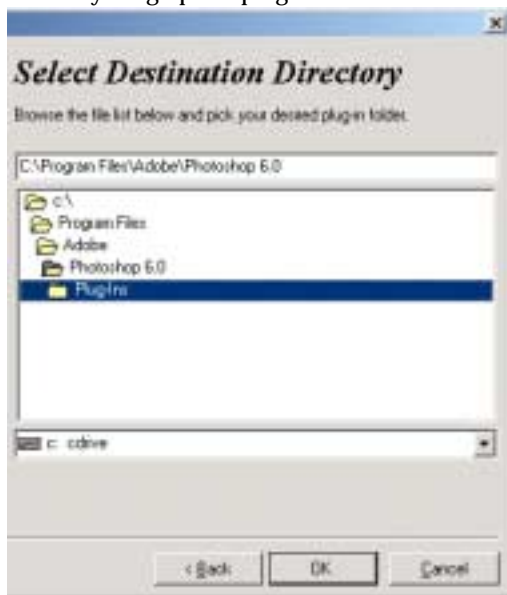 Select Destination Directory
Browse the file list below and pick your desired plug-in folder.
C:\Program Files\Adobe\Photoshop 6.0
c:\
Program Files
Adobe
Photoshop 6.0
Plug-Ins
c: cdrive
< Back
OK
Cancel